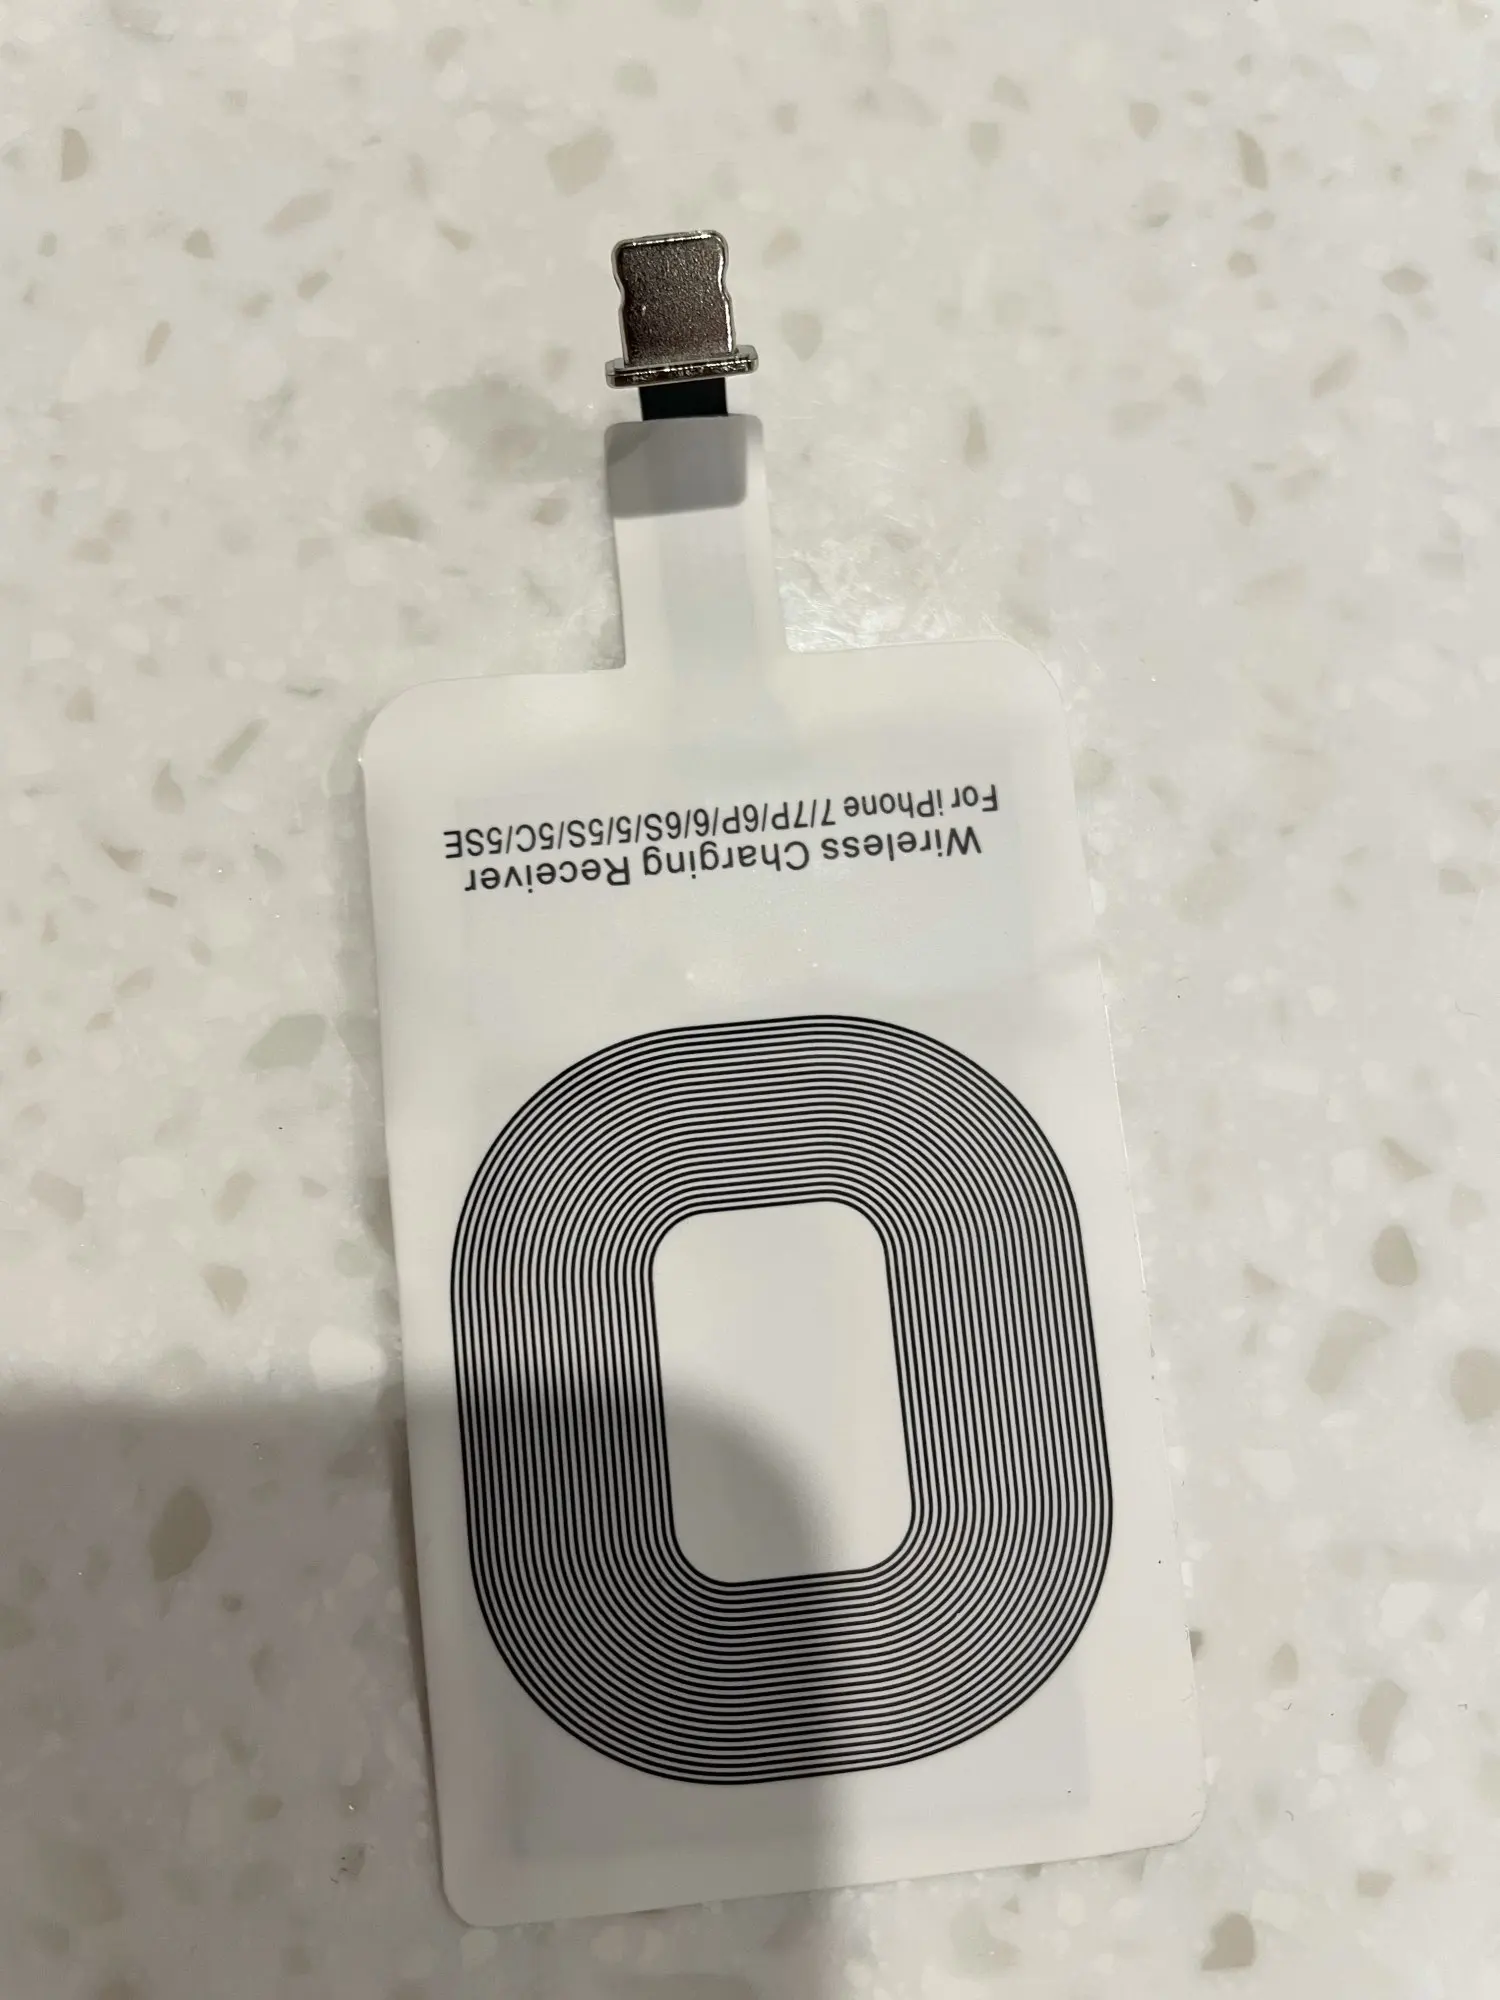 Wireless Charging Receiver
For iPhone 7/7P/6P/6/6S/5/5S/5C/5SE